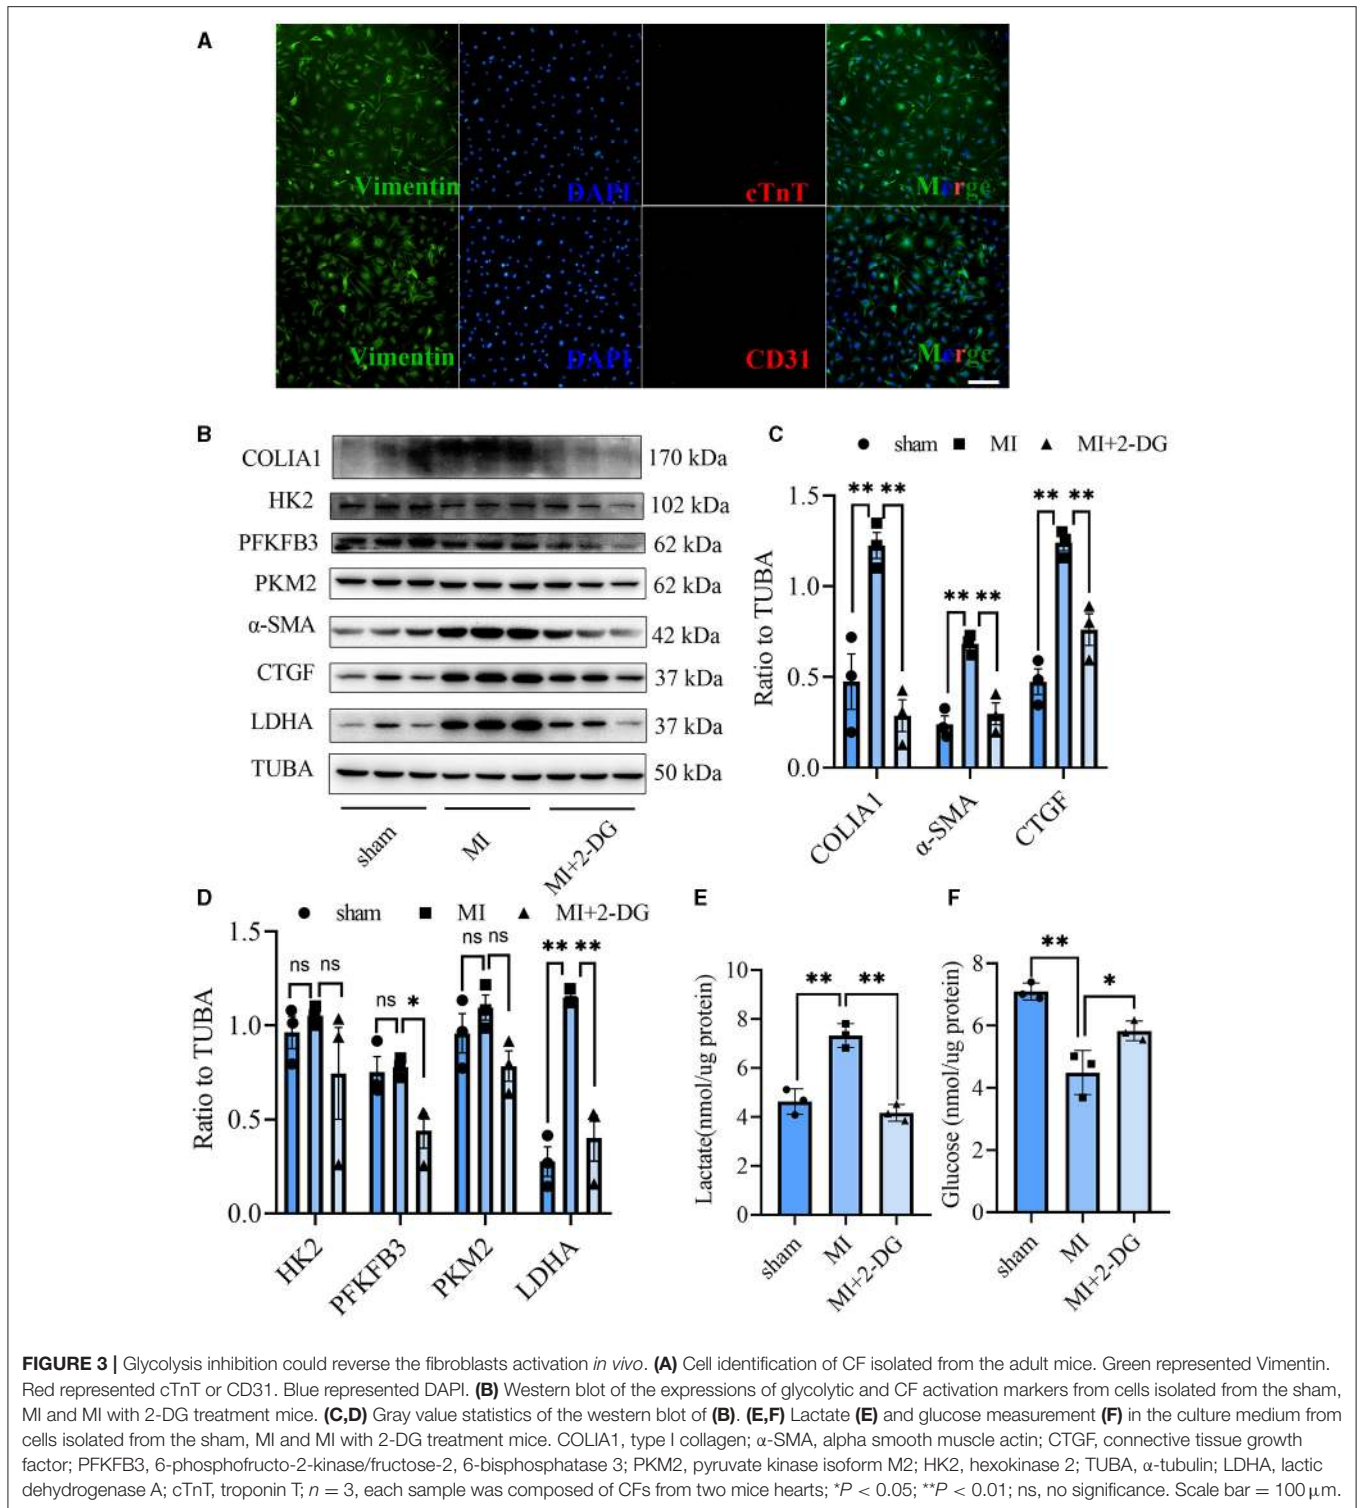 A
Vimentin DAPI cTnT Merge
Vimentin DAPI CD31 Merge
B
COLIA1 170 kDa
HK2 102 kDa
PFKFB3 62 kDa
PKM2 62 kDa
α-SMA 42 kDa
CTGF 37 kDa
LDHA 37 kDa
TUBA 50 kDa
sham MI MI+2-DG
C
sham MI MI+2-DG
Ratio to TUBA
1.5
1.0
0.5
0.0
** ** ** ** ** **
COLIA1 α-SMA CTGF
D
sham MI MI+2-DG
Ratio to TUBA
1.5
1.0
0.5
0.0
ns ns ns * ns ns ** **
HK2 PFKFB3 PKM2 LDHA
E
Lactate(nmol/ug protein)
10
8
6
4
2
0
** **
sham MI MI+2-DG
F
Glucose (nmol/ug protein)
8
6
4
2
0
** *
sham MI MI+2-DG
FIGURE 3 | Glycolysis inhibition could reverse the fibroblasts activation in vivo. (A) Cell identification of CF isolated from the adult mice. Green represented Vimentin.
Red represented cTnT or CD31. Blue represented DAPI. (B) Western blot of the expressions of glycolytic and CF activation markers from cells isolated from the sham,
MI and MI with 2-DG treatment mice. (C,D) Gray value statistics of the western blot of (B). (E,F) Lactate (E) and glucose measurement (F) in the culture medium from
cells isolated from the sham, MI and MI with 2-DG treatment mice. COLIA1, type I collagen; α-SMA, alpha smooth muscle actin; CTGF, connective tissue growth
factor; PFKFB3, 6-phosphofructo-2-kinase/fructose-2, 6-bisphosphatase 3; PKM2, pyruvate kinase isoform M2; HK2, hexokinase 2; TUBA, α-tubulin; LDHA, lactic
dehydrogenase A; cTnT, troponin T; n = 3, each sample was composed of CFs from two mice hearts; *P < 0.05; **P < 0.01; ns, no significance. Scale bar = 100 μm.